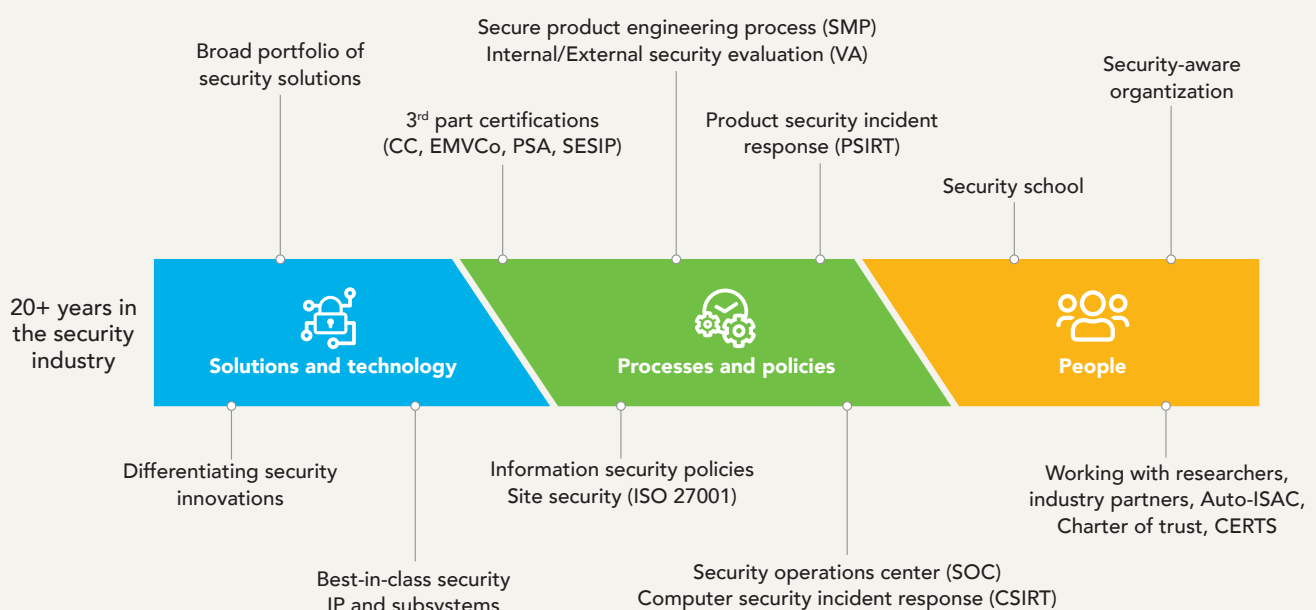 Broad portfolio of
security solutions
3rd part certifications
(CC, EMVCo, PSA, SESIP)
Secure product engineering process (SMP)
Internal/External security evaluation (VA)
Product security incident
response (PSIRT)
Security school
Security-aware
organtization
20+ years in
the security
industry
Solutions and technology
Processes and policies
People
Differentiating security
innovations
Best-in-class security
IP and subsystems
Information security policies
Site security (ISO 27001)
Security operations center (SOC)
Computer security incident response (CSIRT)
Working with researchers,
industry partners, Auto-ISAC,
Charter of trust, CERTS